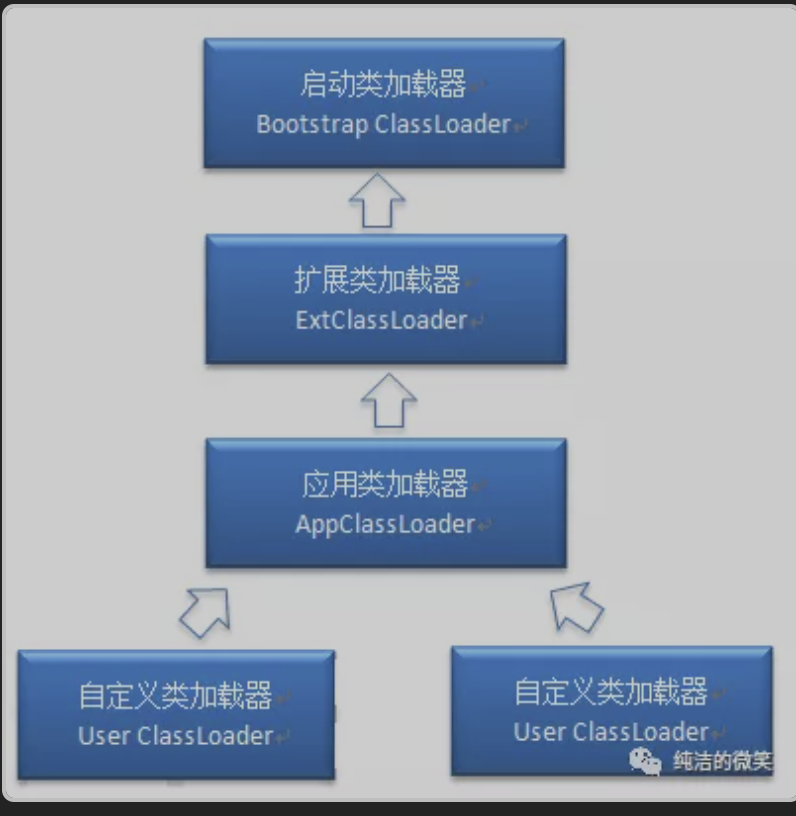 启动类加载器
Bootstrap ClassLoader
扩展类加载器
ExtClassLoader
应用类加载器
AppClassLoader
自定义类加载器
User ClassLoader
自定义类加载器
User ClassLoader
纯洁的微笑